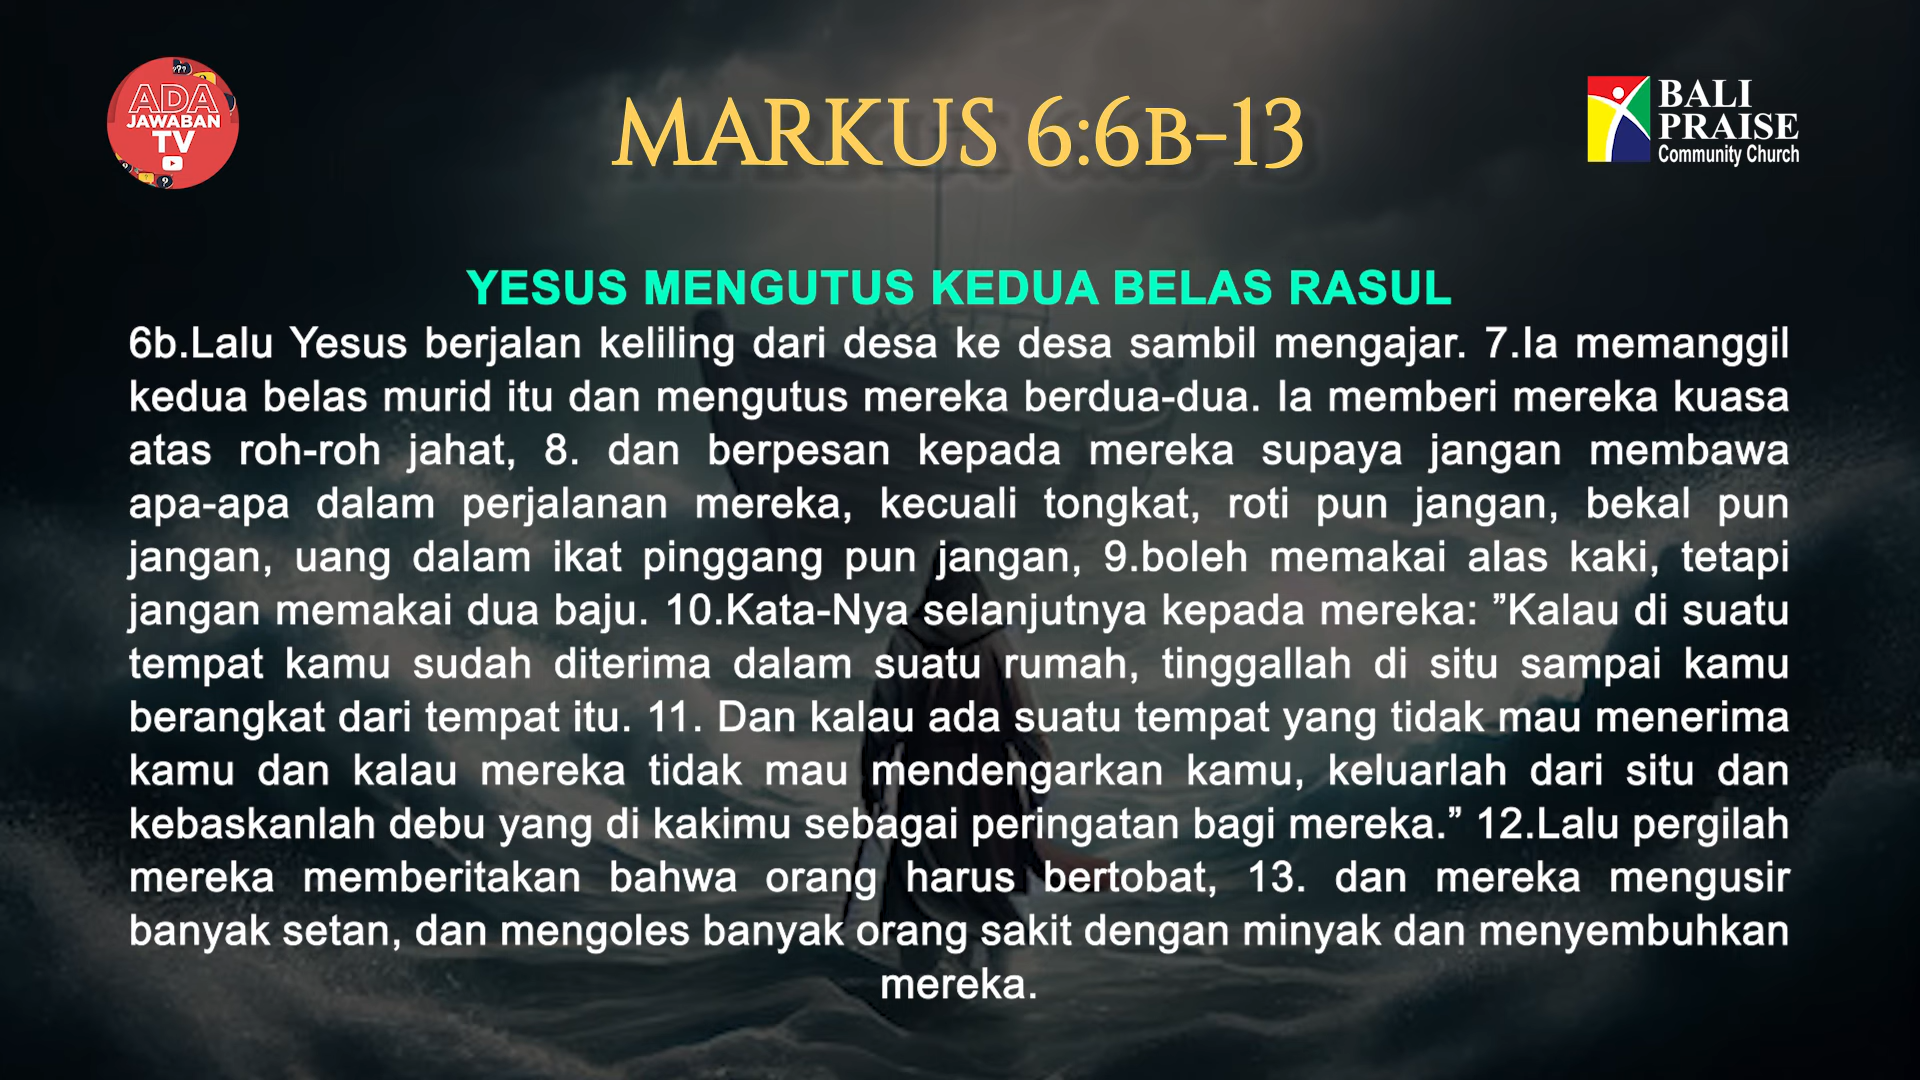 ADA
JAWABAN
TV
MARKUS 6:6B-13
BALI
PRAISE
Community Church
YESUS MENGUTUS KEDUA BELAS RASUL
6b.Lalu Yesus berjalan keliling dari desa ke desa sambil mengajar. 7.Ia memanggil
kedua belas murid itu dan mengutus mereka berdua-dua. Ia memberi mereka kuasa
atas roh-roh jahat, 8. dan berpesan kepada mereka supaya jangan membawa
apa-apa dalam perjalanan mereka, kecuali tongkat, roti pun jangan, bekal pun
jangan, uang dalam ikat pinggang pun jangan, 9.boleh memakai alas kaki, tetapi
jangan memakai dua baju. 10.Kata-Nya selanjutnya kepada mereka: ”Kalau di suatu
tempat kamu sudah diterima dalam suatu rumah, tinggallah di situ sampai kamu
berangkat dari tempat itu. 11. Dan kalau ada suatu tempat yang tidak mau menerima
kamu dan kalau mereka tidak mau mendengarkan kamu, keluarlah dari situ dan
kebaskanlah debu yang di kakimu sebagai peringatan bagi mereka.” 12.Lalu pergilah
mereka memberitakan bahwa orang harus bertobat, 13. dan mereka mengusir
banyak setan, dan mengoles banyak orang sakit dengan minyak dan menyembuhkan
mereka.